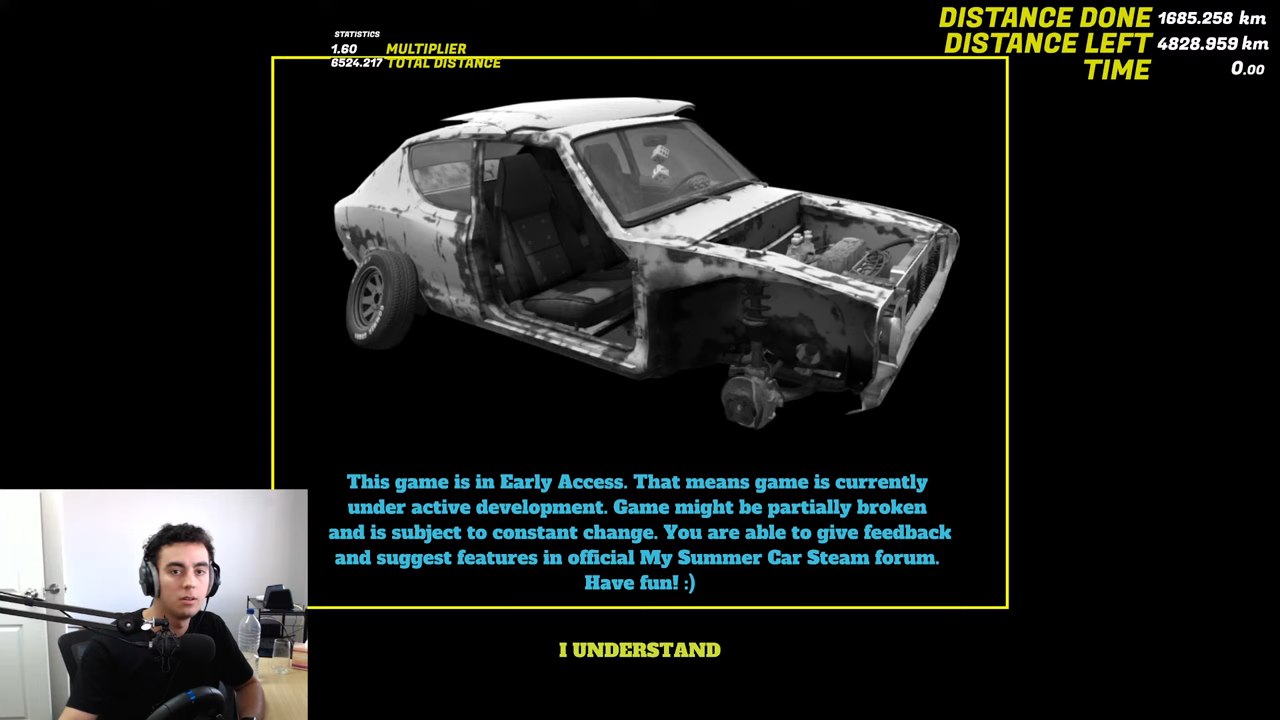 DISTANCE DONE 1685.258 km
DISTANCE LEFT 4828.959 km
TIME 0.00
STATISTICS
1.60 MULTIPLIER
6524.217 TOTAL DISTANCE
This game is in Early Access. That means game is currently
under active development. Game might be partially broken
and is subject to constant change. You are able to give feedback
and suggest features in official My Summer Car Steam forum.
Have fun! :)
I UNDERSTAND